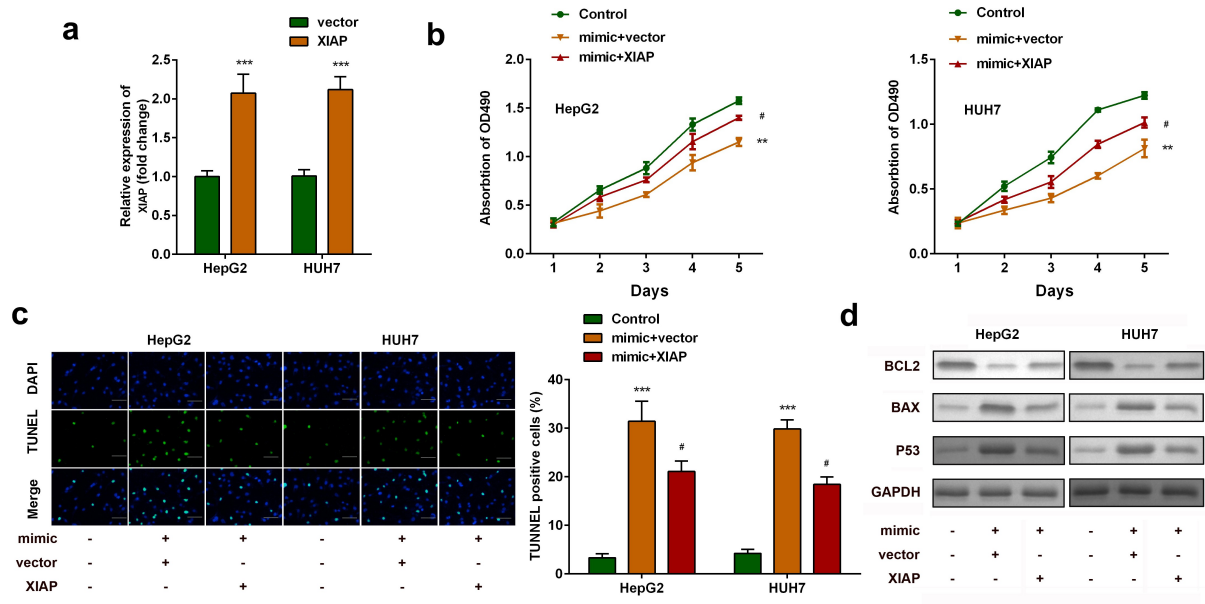 a
vector
XIAP
Relative expression of
XIAP (fold change)
2.5
2.0
1.5
1.0
0.5
0.0
***
***
HepG2
HUH7
b
Control
mimic+vector
mimic+XIAP
Absorbtion of OD490
2.0
1.5
1.0
0.5
0.0
HepG2
#
**
1 2 3 4 5
Days
Control
mimic+vector
mimic+XIAP
Absorbtion of OD490
1.5
1.0
0.5
0.0
HUH7
#
**
1 2 3 4 5
Days
c
HepG2 HUH7
DAPI
TUNEL
Merge
mimic - + + - + +
vector - + - - + -
XIAP - - + - - +
Control
mimic+vector
mimic+XIAP
TUNNEL positive cells (%)
40
30
20
10
0
***
#
***
#
HepG2
HUH7
d
HepG2 HUH7
BCL2
BAX
P53
GAPDH
mimic - + + - + +
vector - + - - + -
XIAP - - + - - +